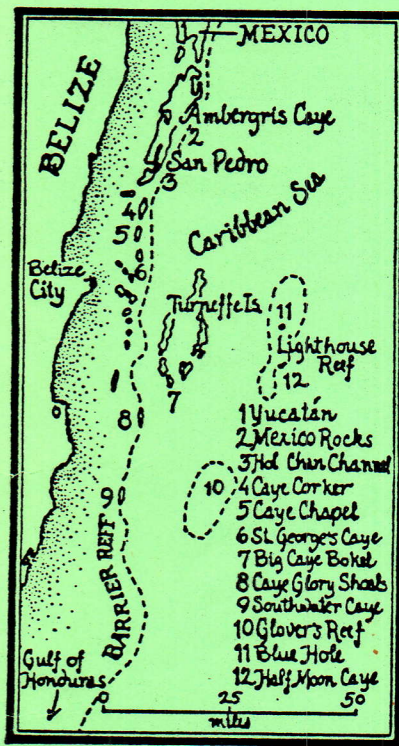 MEXICO
BELIZE
Ambergris Caye
2
San Pedro
3
4
5
Caribbean Sea
6
Belize
City
Turneffe Is.
11
Lighthouse
Reef
12
7
8
1 Yucatán
2 Mexico Rocks
3 Hol Chan Channel
4 Caye Corker
5 Caye Chapel
6 St. George's Caye
7 Big Caye Bokel
8 Caye Glory Shoals
9 Southwater Caye
10 Glover's Reef
11 Blue Hole
12 Half Moon Caye
10
9
BARRIER REEF
Gulf of
Honduras
0 25 50
miles